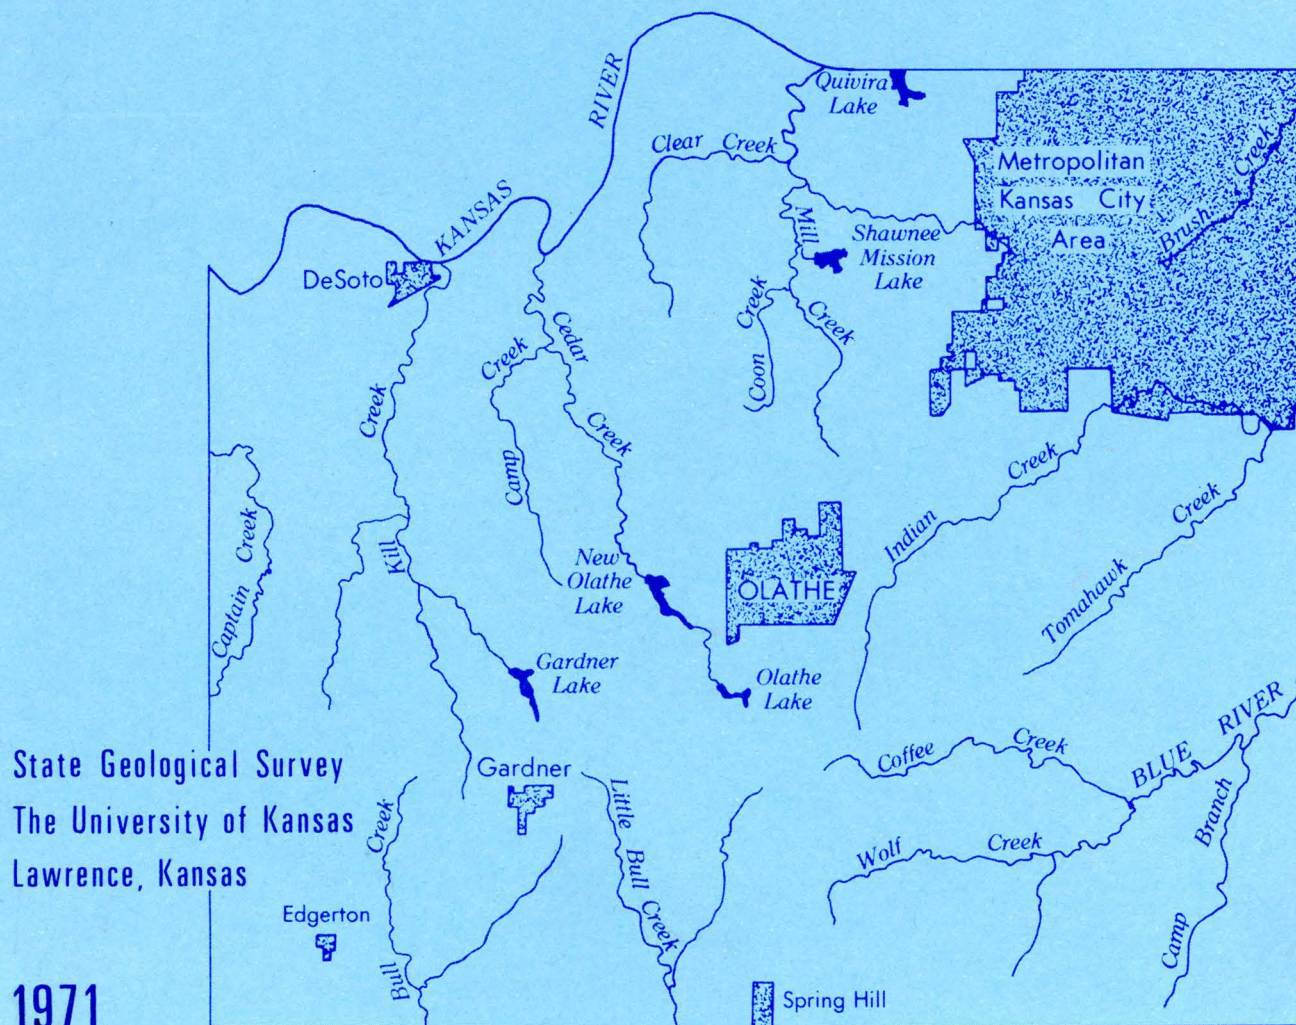 KANSAS
RIVER
Quivira
Lake
Clear Creek
Metropolitan
Kansas City
Area
Brush Creek
Mill Creek
Shawnee
Mission
Lake
DeSoto
Coon Creek
Cedar Creek
Camp Creek
Kill Creek
Captain Creek
New
Olathe
Lake
OLATHE
Indian Creek
Tomahawk Creek
Gardner
Lake
Olathe
Lake
State Geological Survey
The University of Kansas
Lawrence, Kansas
Gardner
Little Bull Creek
Coffee Creek
BLUE RIVER
Wolf Creek
Camp Branch
Bull Creek
Edgerton
Spring Hill
1971